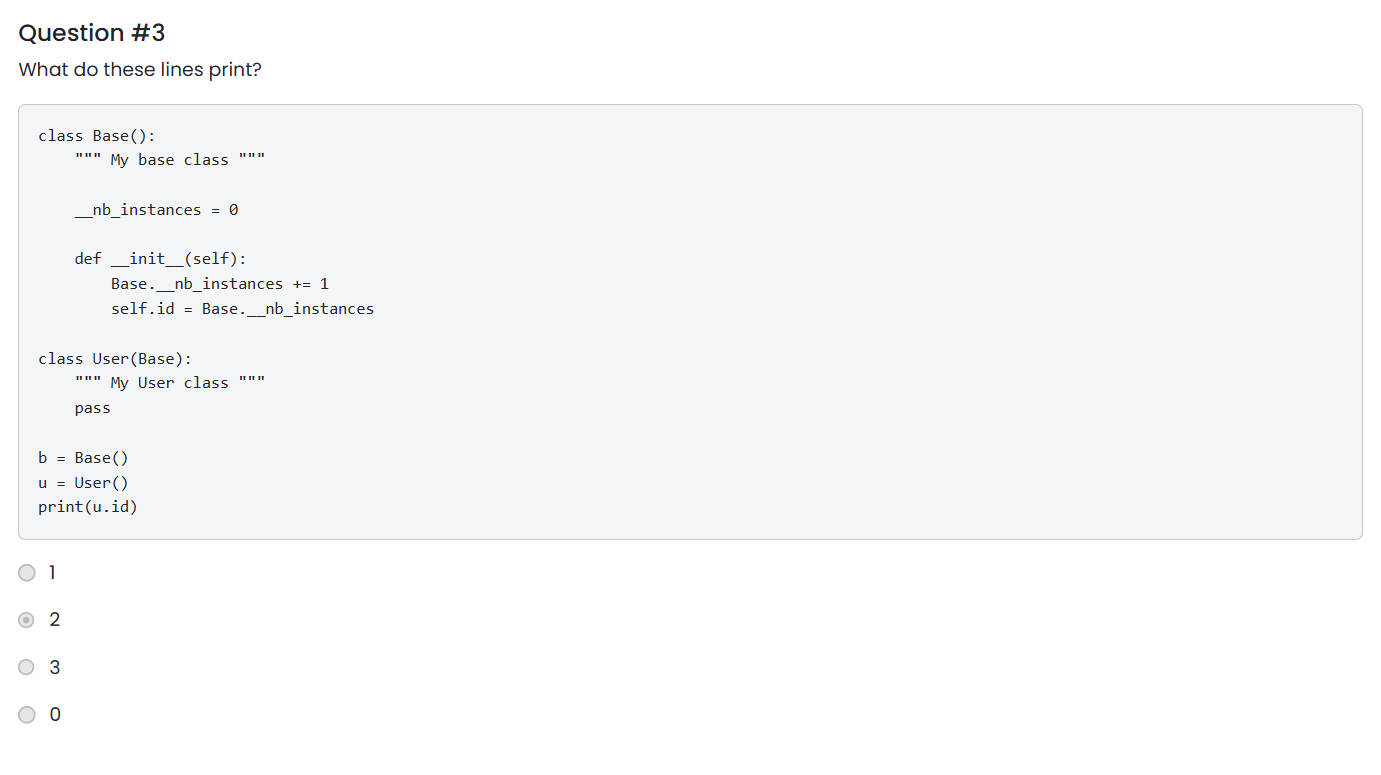 Question #3
What do these lines print?
class Base():
    """ My base class """
    __nb_instances = 0
    def __init__(self):
        Base.__nb_instances += 1
        self.id = Base.__nb_instances
class User(Base):
    """ My User class """
    pass
b = Base()
u = User()
print(u.id)
1
2
3
0